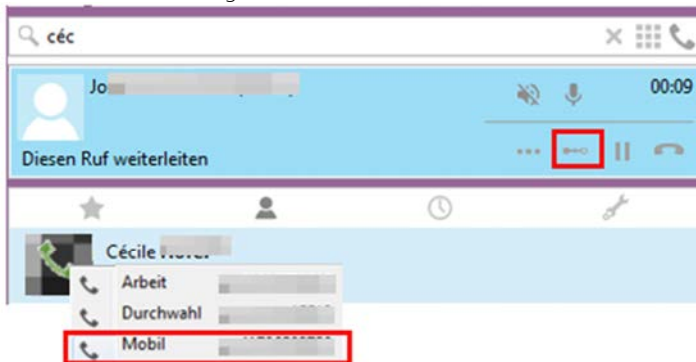 céc
Jo
00:09
Diesen Ruf weiterleiten
Cécile
Arbeit
Durchwahl
Mobil